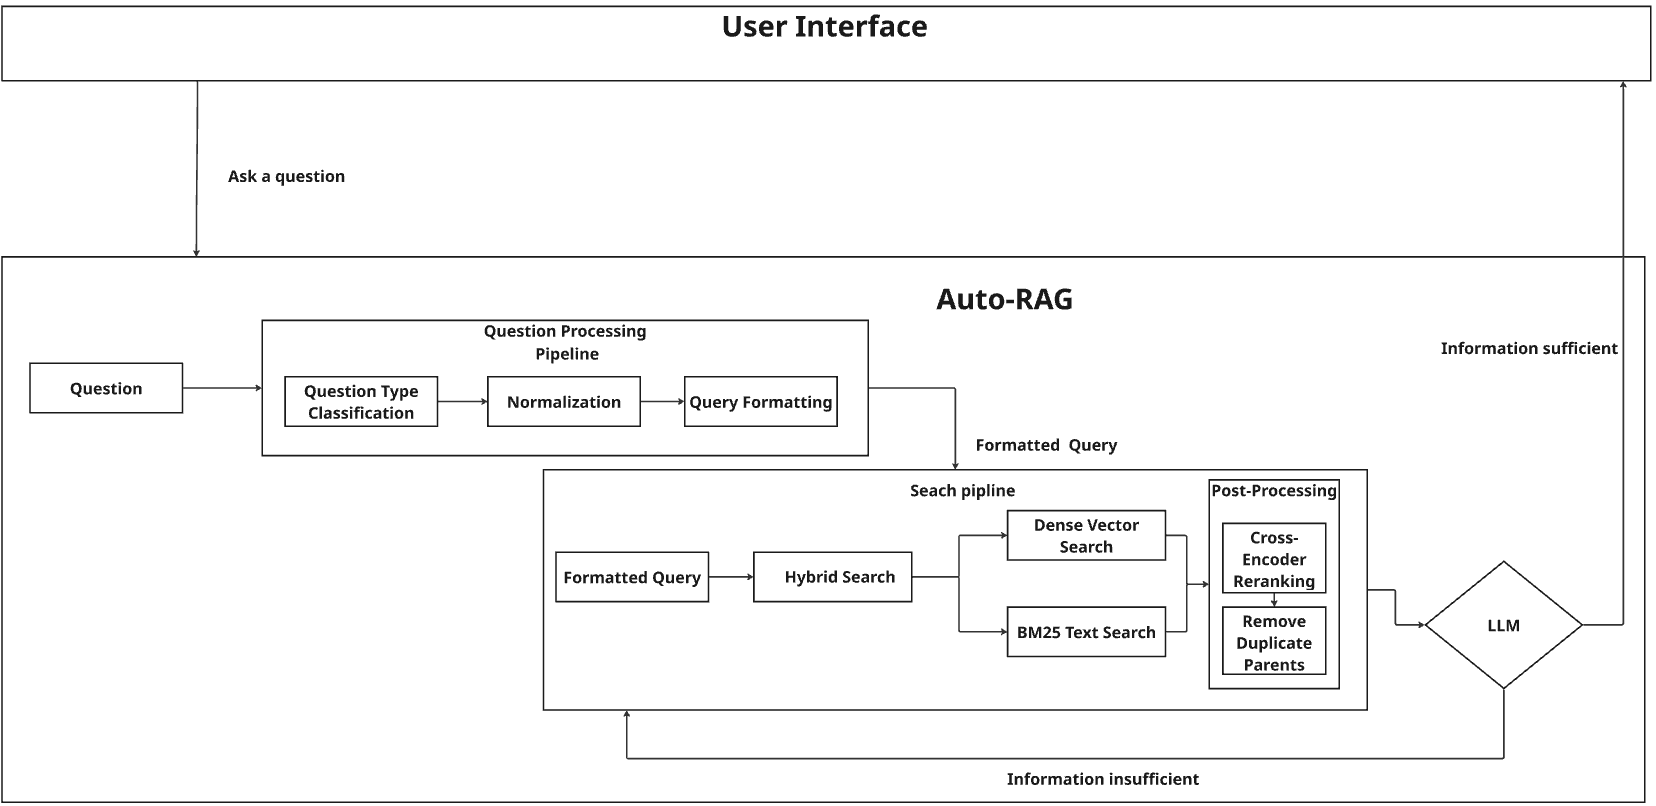 User Interface
Ask a question
Auto-RAG
Question Processing
Pipeline
Question
Question Type
Classification
Normalization
Query Formatting
Information sufficient
Formatted Query
Seach pipline
Post-Processing
Formatted Query
Hybrid Search
Dense Vector
Search
BM25 Text Search
Cross-
Encoder
Reranking
Remove
Duplicate
Parents
LLM
Information insufficient